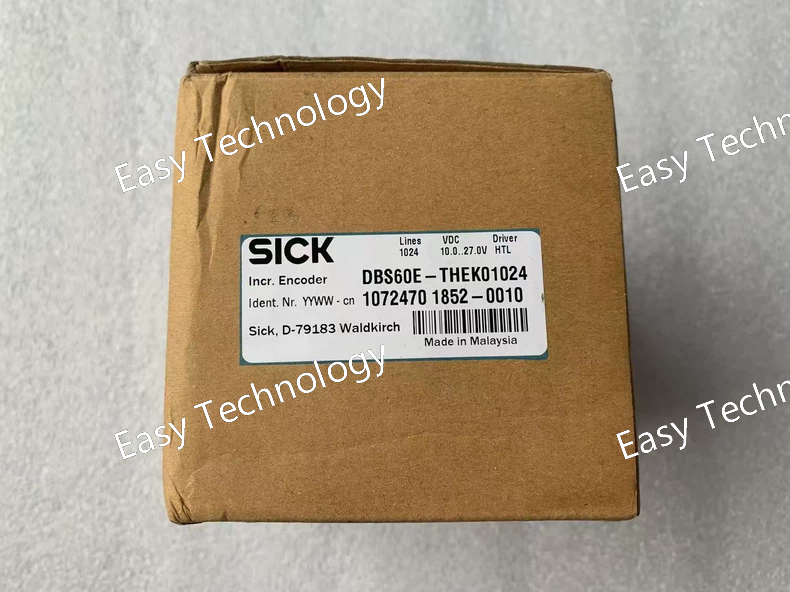 Easy Technology
Easy Techn
SICK
Lines VDC Driver
1024 10.0..27.0V HTL
Incr. Encoder DBS60E-THEK01024
Ident. Nr. YYWW - cn 1072470 1852-0010
Sick, D-79183 Waldkirch
Made in Malaysia
Easy Technology
Easy Techn